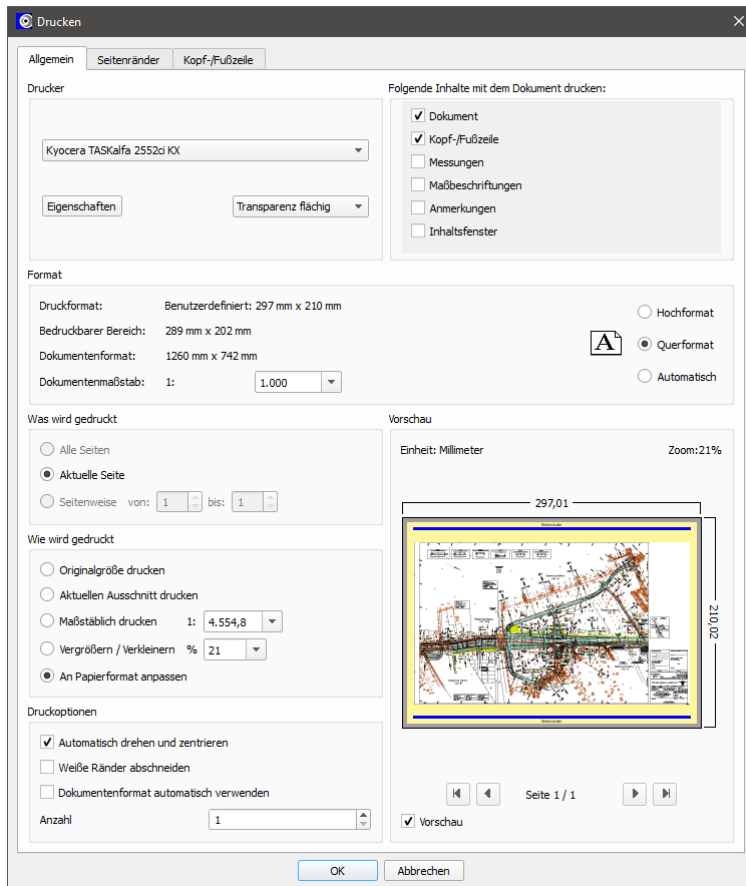 Drucken
Allgemein Seitenränder Kopf-/Fußzeile
Drucker
Kyocera TASKalfa 2552ci KX
Eigenschaften Transparenz flächig
Folgende Inhalte mit dem Dokument drucken:
Dokument
Kopf-/Fußzeile
Messungen
Maßbeschriftungen
Anmerkungen
Inhaltsfenster
Format
Druckformat: Benutzerdefiniert: 297 mm x 210 mm
Bedruckbarer Bereich: 289 mm x 202 mm
Dokumentenformat: 1260 mm x 742 mm
Dokumentenmaßstab: 1: 1.000
A
Hochformat
Querformat
Automatisch
Was wird gedruckt
Alle Seiten
Aktuelle Seite
Seitenweise von: 1 bis: 1
Wie wird gedruckt
Originalgröße drucken
Aktuellen Ausschnitt drucken
Maßstäblich drucken 1: 4.554,8
Vergrößern / Verkleinern % 21
An Papierformat anpassen
Druckoptionen
Automatisch drehen und zentrieren
Weiße Ränder abschneiden
Dokumentenformat automatisch verwenden
Anzahl 1
Vorschau
Einheit: Millimeter Zoom:21%
297,01
210,02
Seite 1 / 1
Vorschau
OK Abbrechen